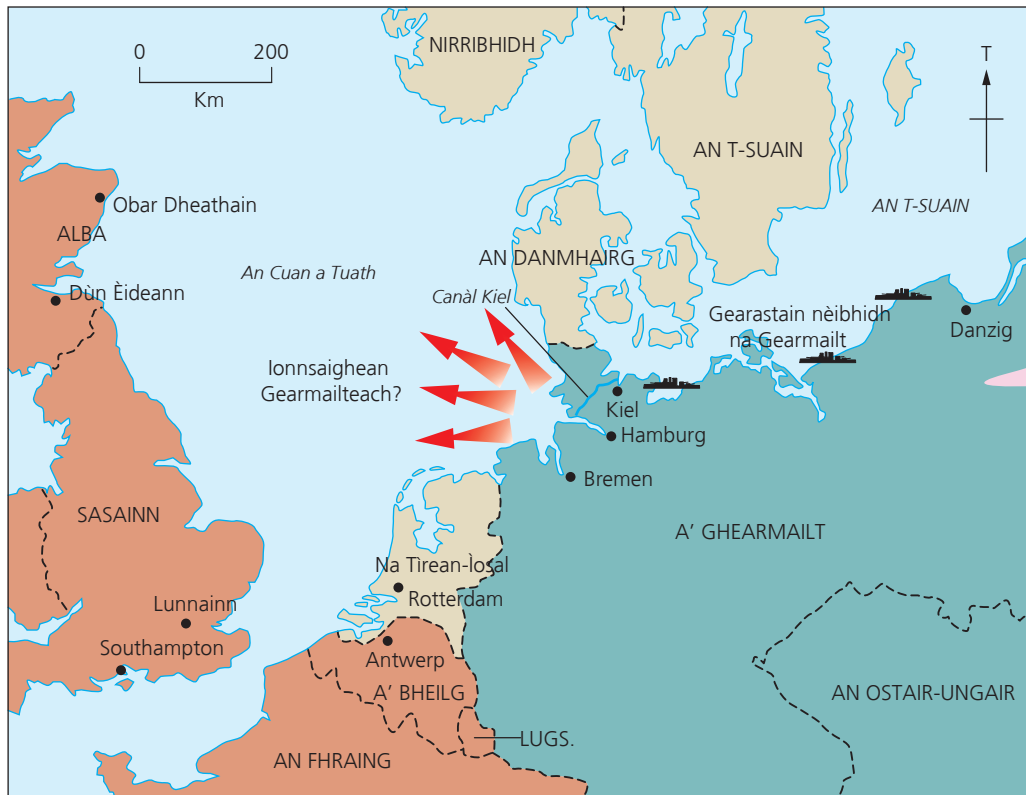 0 200
Km
NIRRIBHIDH
T
AN T-SUAIN
Obar Dheathain
ALBA
AN T-SUAIN
An Cuan a Tuath
AN DANMHAIRG
Dùn Èideann
Canàl Kiel
Gearastain nèibhidh
na Gearmailt
Danzig
Ionnsaighean
Gearmailteach?
Kiel
Hamburg
Bremen
SASAINN
A' GHEARMAILT
Na Tìrean-Ìosal
Rotterdam
Lunnainn
Southampton
Antwerp
A' BHEILG
AN OSTAIR-UNGAIR
LUGS.
AN FHRAING